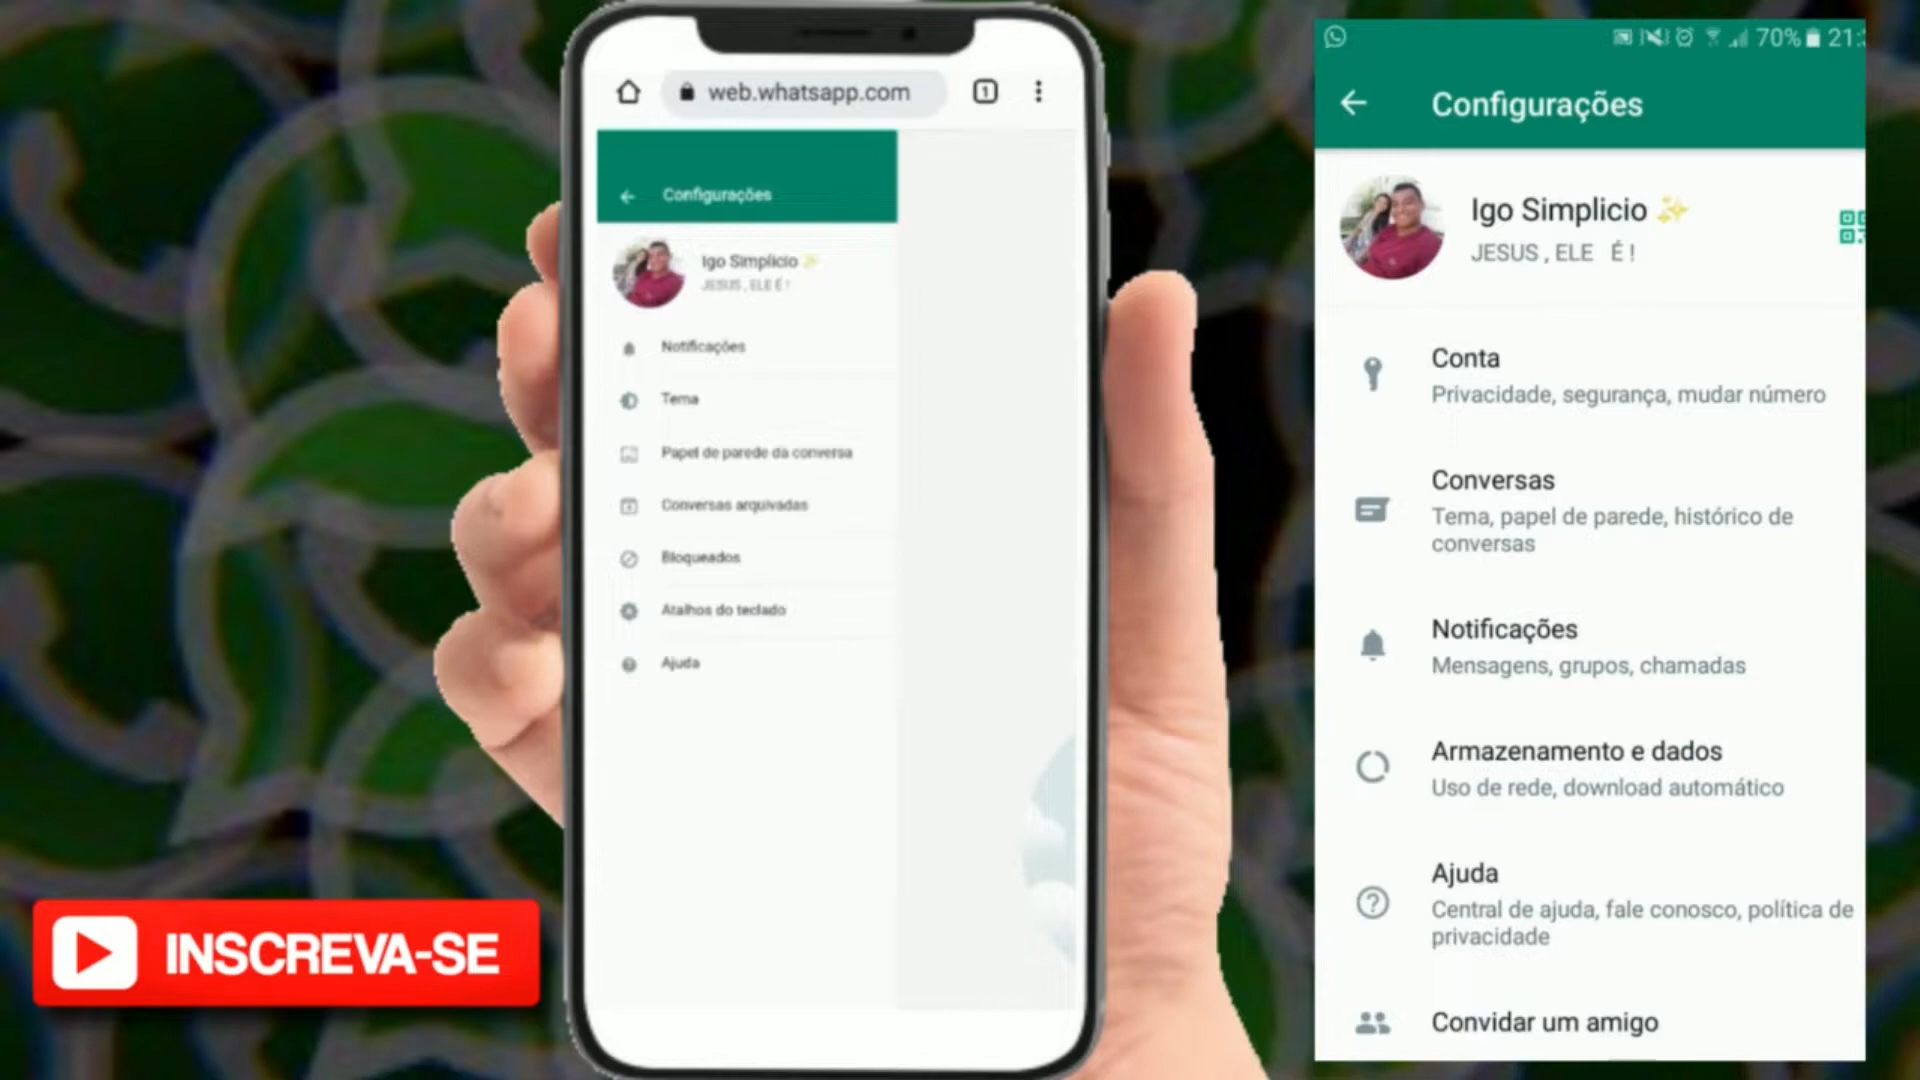 web.whatsapp.com
1
Configurações
Igo Simplicio ✨
JESUS , ELE É !
Notificações
Tema
Papel de parede da conversa
Conversas arquivadas
Bloqueados
Atalhos do teclado
Ajuda
INSCREVA-SE
70%
Configurações
Igo Simplicio ✨
JESUS , ELE É !
Conta
Privacidade, segurança, mudar número
Conversas
Tema, papel de parede, histórico de
conversas
Notificações
Mensagens, grupos, chamadas
Armazenamento e dados
Uso de rede, download automático
Ajuda
Central de ajuda, fale conosco, política de
privacidade
Convidar um amigo